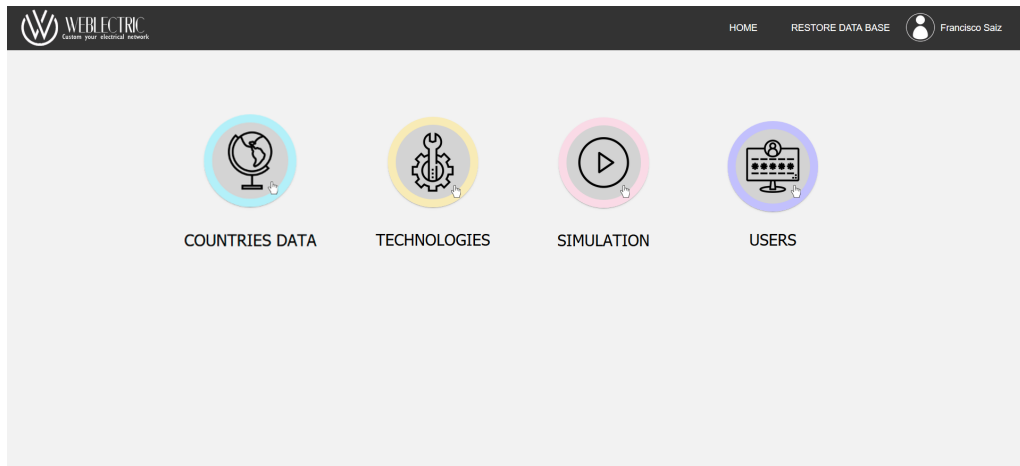 WEBLECTRIC
Custom your electrical network
HOME
RESTORE DATA BASE
Francisco Saiz
COUNTRIES DATA
TECHNOLOGIES
SIMULATION
USERS